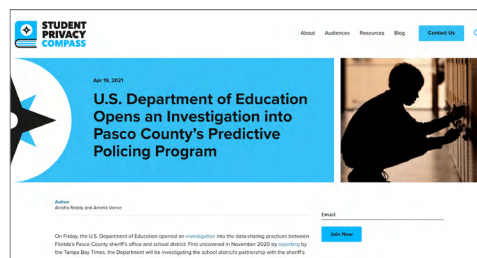 STUDENT
PRIVACY
COMPASS
About Audiences Resources Blog Contact Us
Apr 19, 2021
U.S. Department of Education
Opens an Investigation into
Pasco County's Predictive
Policing Program
Author
Anisha Reddy and Amelia Vance
On Friday, the U.S. Department of Education opened an investigation into the data-sharing practices between
Florida's Pasco County sheriff's office and school district. First uncovered in November 2020 by reporting by
the Tampa Bay Times, the Department will be investigating the school district's partnership with the sheriff's
Email
Join Now